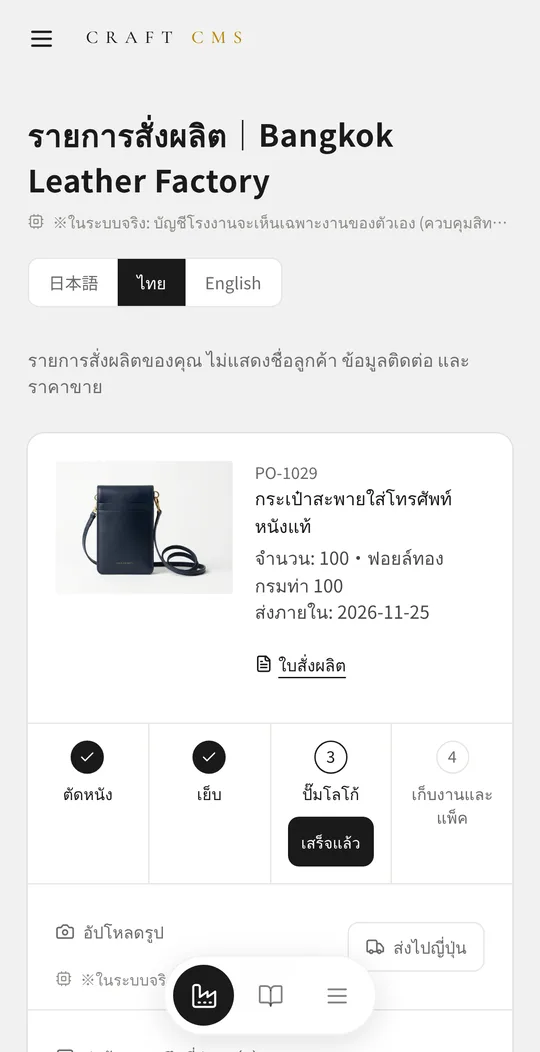 CRAFT CMS
รายการสั่งผลิต｜Bangkok
Leather Factory
※ในระบบจริง: บัญชีโรงงานจะเห็นเฉพาะงานของตัวเอง (ควบคุมสิท…
日本語 ไทย English
รายการสั่งผลิตของคุณ ไม่แสดงชื่อลูกค้า ข้อมูลติดต่อ และ
ราคาขาย
PO-1029
กระเป๋าสะพายใส่โทรศัพท์
หนังแท้
จำนวน: 100・ฟอยล์ทอง
กรมท่า 100
ส่งภายใน: 2026-11-25
ใบสั่งผลิต
3 4
ตัดหนัง เย็บ ปั๊มโลโก้ เก็บงานและ
แพ็ค
เสร็จแล้ว
อัปโหลดรูป
ส่งไปญี่ปุ่น
※ในระบบจริ